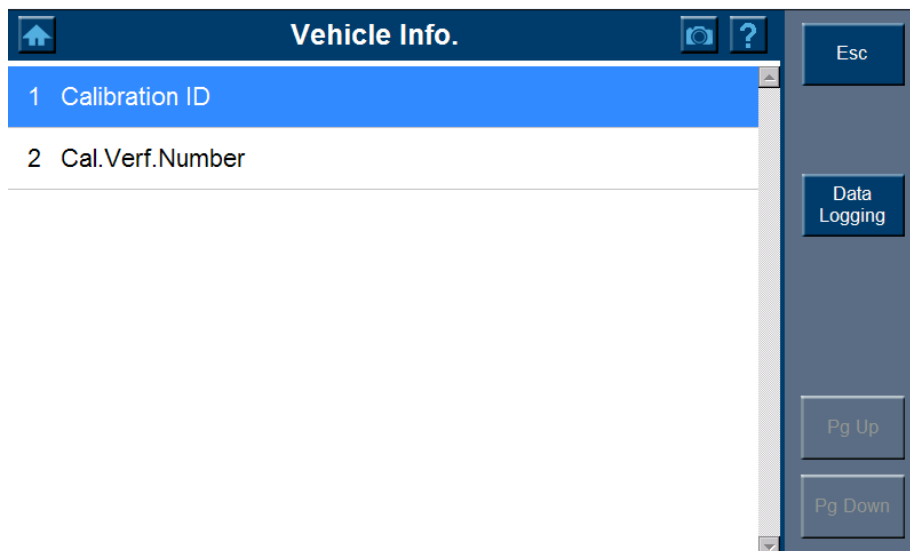 Vehicle Info.
?
Esc
1 Calibration ID
2 Cal.Verf.Number
Data
Logging
Pg Up
Pg Down